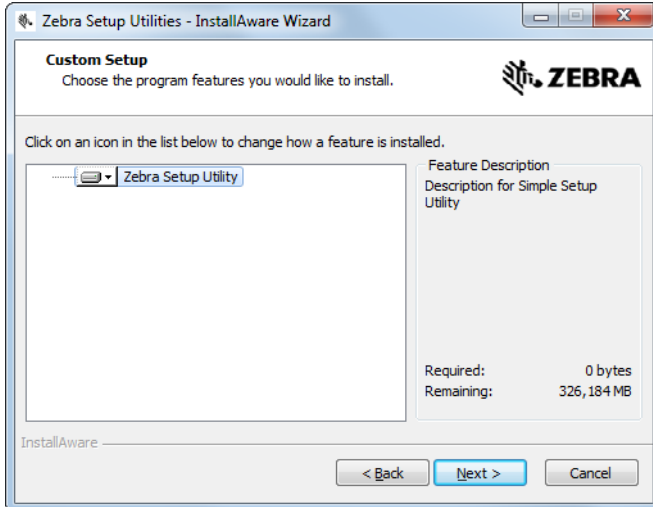 Zebra Setup Utilities - InstallAware Wizard
Custom Setup
Choose the program features you would like to install.
ZEBRA
Click on an icon in the list below to change how a feature is installed.
Zebra Setup Utility
Feature Description
Description for Simple Setup
Utility
Required: 0 bytes
Remaining: 326,184 MB
InstallAware
< Back
Next >
Cancel